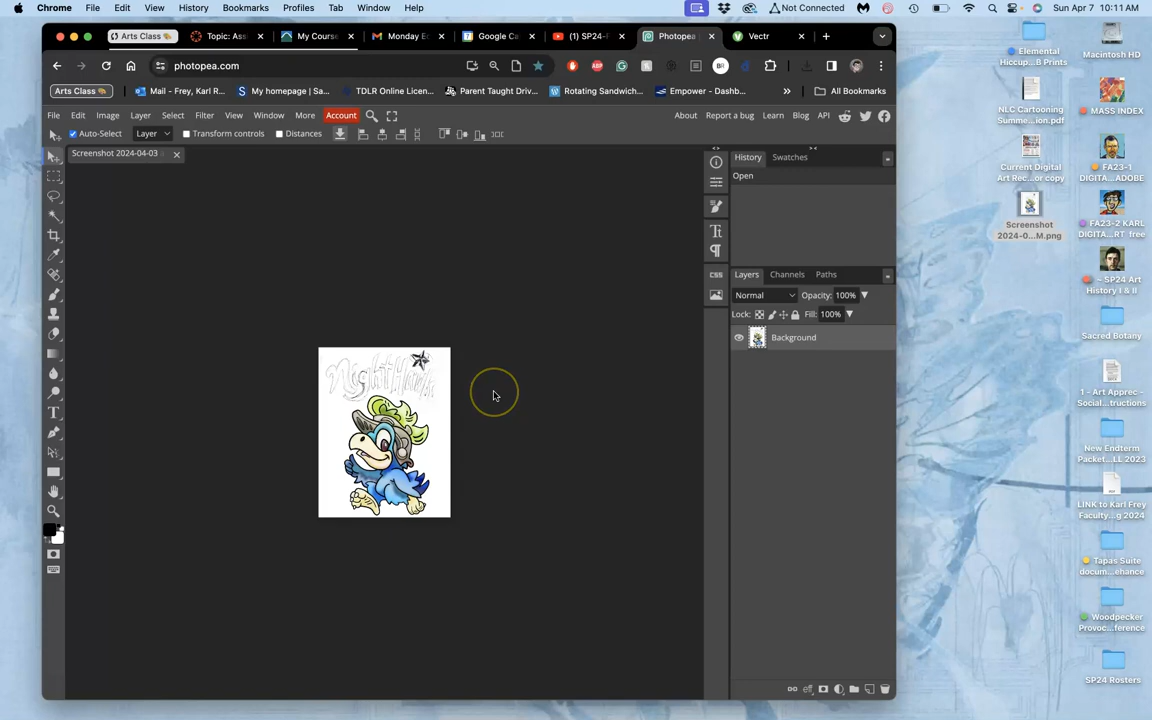 Chrome File Edit View History Bookmarks Profiles Tab Window Help
Not Connected
Sun Apr 7 10:11 AM
Arts Class
Topic: Ass
My Course
Monday Ec
Google Ca
(1) SP24-F
Photopea
Vectr
photopea.com
Arts Class
Mail - Frey, Karl R...
My homepage | Sa...
TDLR Online Licen...
Parent Taught Driv...
Rotating Sandwich...
Empower - Dashb...
All Bookmarks
File Edit Image Layer Select Filter View Window More Account
About Report a bug Learn Blog API
Auto-Select Layer Transform controls Distances
Screenshot 2024-04-03
History Swatches
Open
CSS
Layers Channels Paths
Normal Opacity: 100%
Lock: Fill: 100%
Background
NightHawk
Elemental
Hiccup...B Prints
NLC Cartooning
Summe...ion.pdf
Current Digital
Art Rec...or copy
Screenshot
2024-0...M.png
Macintosh HD
MASS INDEX
FA23-1
DIGITA...ADOBE
FA23-2 KARL
DIGITA...RT free
~ SP24 Art
History I & II
Sacred Botany
1 - Art Apprec -
Social...tructions
New Endterm
Packet...LL 2023
LINK to Karl Frey
Faculty...g 2024
Tapas Suite
docum...ehance
Woodpecker
Provoc...ference
SP24 Rosters